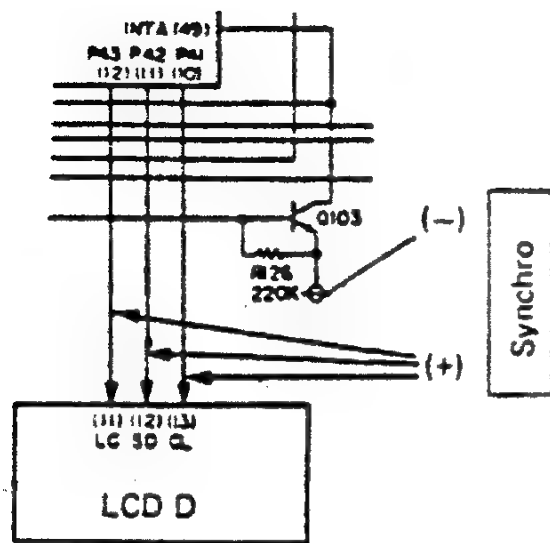 INTA (49)
P43 P42 P41
(12) (11) (10)
Q103
(−)
R126
220K
Synchro
(+)
(11) (12) (13)
LC SD CL
LCD D